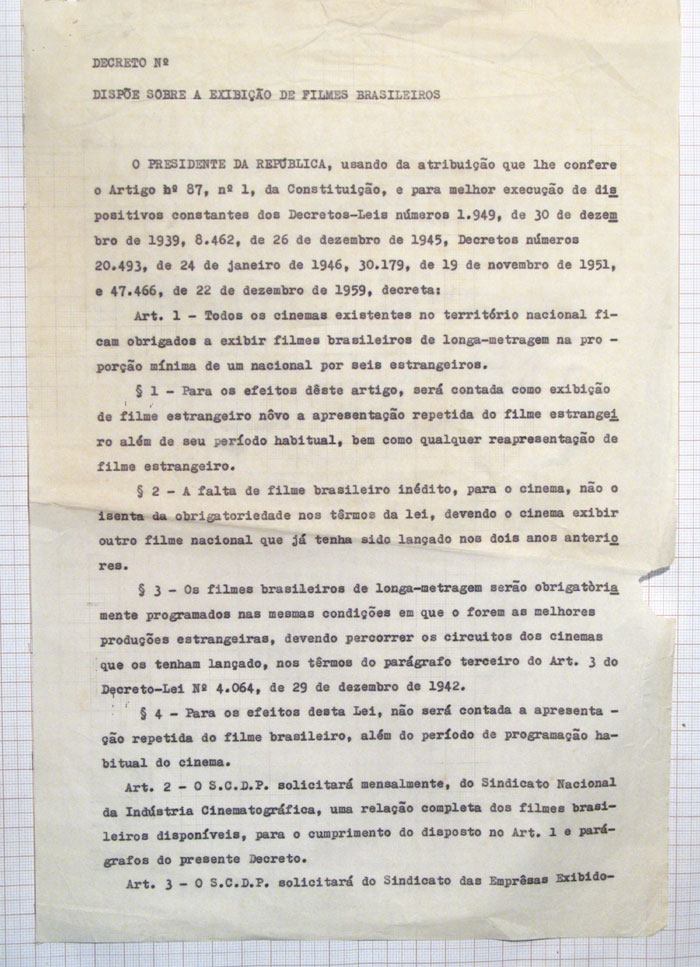 DECRETO Nº
DISPÕE SÔBRE A EXIBIÇÃO DE FILMES BRASILEIROS
O PRESIDENTE DA REPÚBLICA, usando da atribuição que lhe confere
o Artigo hº 87, nº 1, da Constituição, e para melhor execução de dis
positivos constantes dos Decretos-Leis números 1.949, de 30 de dezem
bro de 1939, 8.462, de 26 de dezembro de 1945, Decretos números
20.493, de 24 de janeiro de 1946, 30.179, de 19 de novembro de 1951,
e 47.466, de 22 de dezembro de 1959, decreta:
Art. 1 - Todos os cinemas existentes no território nacional fi-
cam obrigados a exibir filmes brasileiros de longa-metragem na pro -
porção mínima de um nacional por seis estrangeiros.
§ 1 - Para os efeitos dêste artigo, será contada como exibição
de filme estrangeiro nôvo a apresentação repetida do filme estrangei
ro além de seu período habitual, bem como qualquer reapresentação de
filme estrangeiro.
§ 2 - A falta de filme brasileiro inédito, para o cinema, não o
isenta da obrigatoriedade nos têrmos da lei, devendo o cinema exibir
outro filme nacional que já tenha sido lançado nos dois anos anterio
res.
§ 3 - Os filmes brasileiros de longa-metragem serão obrigatòria
mente programados nas mesmas condições em que o forem as melhores
produções estrangeiras, devendo percorrer os circuitos dos cinemas
que os tenham lançado, nos têrmos do parágrafo terceiro do Art. 3 do
Decreto-Lei Nº 4.064, de 29 de dezembro de 1942.
§ 4 - Para os efeitos desta Lei, não será contada a apresenta -
ção repetida do filme brasileiro, além do período de programação ha-
bitual do cinema.
Art. 2 - O S.C.D.P. solicitará mensalmente, do Sindicato Nacional
da Indústria Cinematográfica, uma relação completa dos filmes brasi-
leiros disponíveis, para o cumprimento do disposto no Art. 1 e pará-
grafos do presente Decreto.
Art. 3 - O S.C.D.P. solicitará do Sindicato das Emprêsas Exibido-